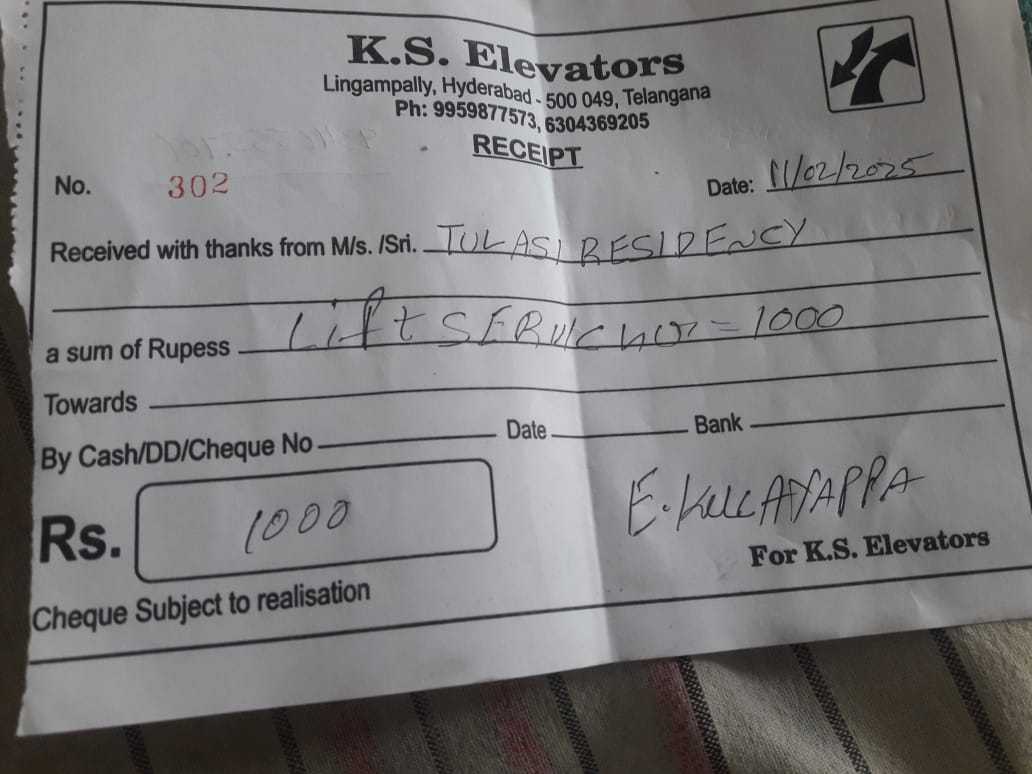 K.S. Elevators
Lingampally, Hyderabad - 500 049, Telangana
Ph: 9959877573, 6304369205
RECEIPT
No. 302 Date: 11/02/2025
Received with thanks from M/s. /Sri. TULASI RESIDENCY
a sum of Rupess Lift = 1000
Towards
By Cash/DD/Cheque No Date Bank
Rs. 1000
E. KULLAYAPPA
For K.S. Elevators
Cheque Subject to realisation